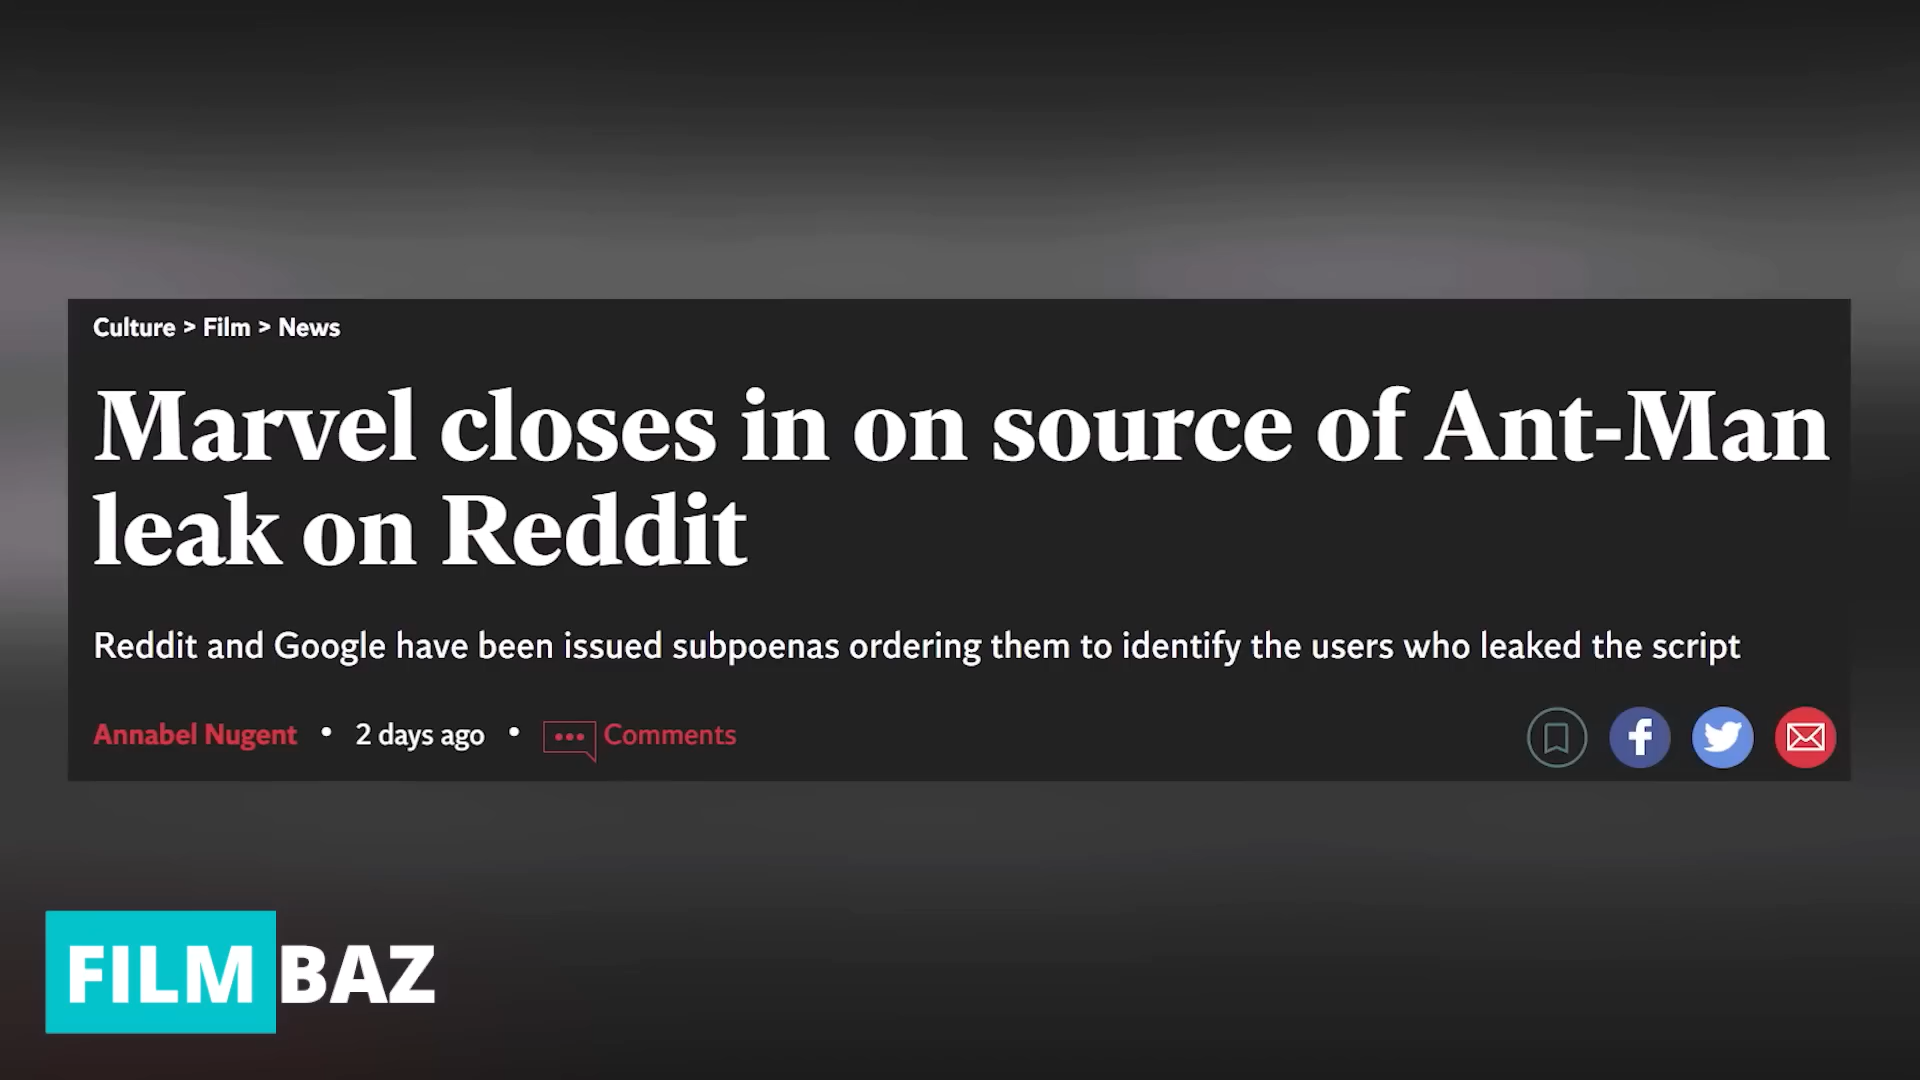 Culture > Film > News
Marvel closes in on source of Ant-Man
leak on Reddit
Reddit and Google have been issued subpoenas ordering them to identify the users who leaked the script
Annabel Nugent • 2 days ago • Comments
FILM BAZ